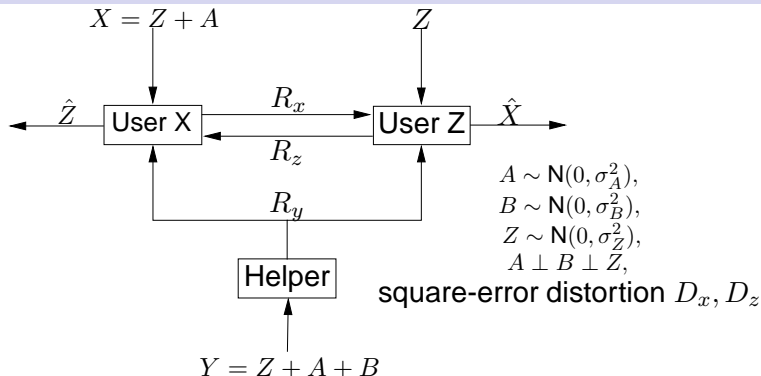 X = Z + A
Z
Ẑ
User X
R_x
User Z
X̂
R_z
A ∼ N(0, σ_A^2),
R_y
B ∼ N(0, σ_B^2),
Z ∼ N(0, σ_Z^2),
A ⊥ B ⊥ Z,
Helper
square-error distortion D_x, D_z
Y = Z + A + B